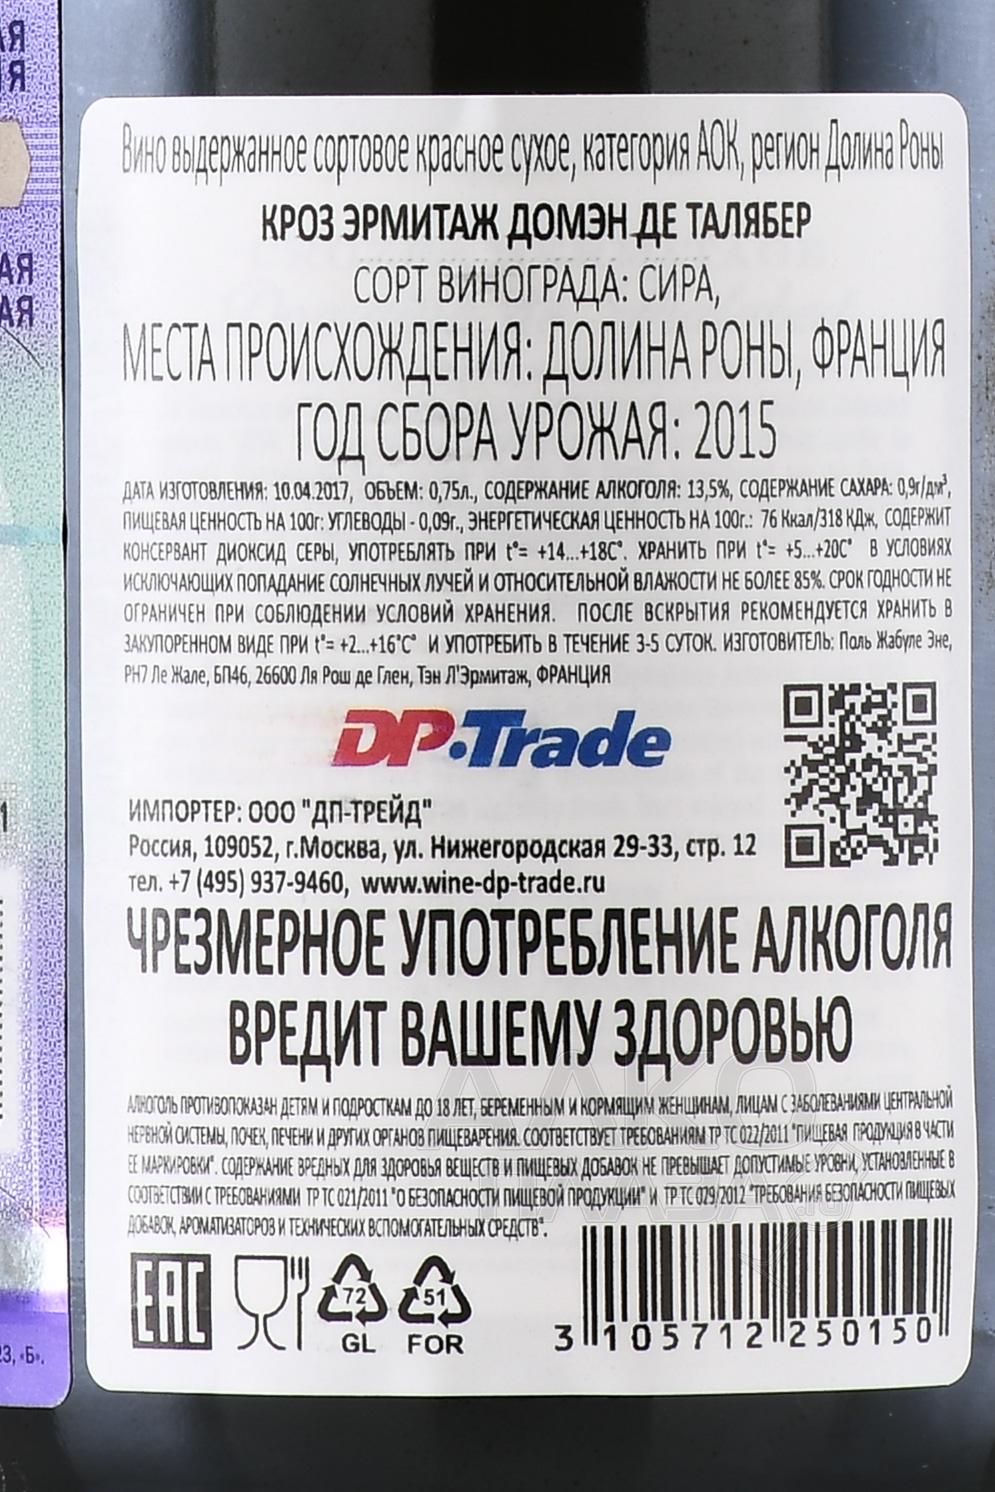 Вино выдержанное сортовое красное сухое, категория АОК, регион Долина Роны
КРОЗ ЭРМИТАЖ ДОМЭН ДЕ ТАЛЯБЕР
СОРТ ВИНОГРАДА: СИРА,
МЕСТА ПРОИСХОЖДЕНИЯ: ДОЛИНА РОНЫ, ФРАНЦИЯ
ГОД СБОРА УРОЖАЯ: 2015
ДАТА ИЗГОТОВЛЕНИЯ: 10.04.2017, ОБЪЕМ: 0,75л., СОДЕРЖАНИЕ АЛКОГОЛЯ: 13,5%, СОДЕРЖАНИЕ САХАРА: 0,9г/дм³,
ПИЩЕВАЯ ЦЕННОСТЬ НА 100г: УГЛЕВОДЫ - 0,09г., ЭНЕРГЕТИЧЕСКАЯ ЦЕННОСТЬ НА 100г.: 76 Ккал/318 КДж, СОДЕРЖИТ
КОНСЕРВАНТ ДИОКСИД СЕРЫ, УПОТРЕБЛЯТЬ ПРИ t°= +14...+18С°. ХРАНИТЬ ПРИ t°= +5...+20С° В УСЛОВИЯХ
ИСКЛЮЧАЮЩИХ ПОПАДАНИЕ СОЛНЕЧНЫХ ЛУЧЕЙ И ОТНОСИТЕЛЬНОЙ ВЛАЖНОСТИ НЕ БОЛЕЕ 85%. СРОК ГОДНОСТИ НЕ
ОГРАНИЧЕН ПРИ СОБЛЮДЕНИИ УСЛОВИЙ ХРАНЕНИЯ. ПОСЛЕ ВСКРЫТИЯ РЕКОМЕНДУЕТСЯ ХРАНИТЬ В
ЗАКУПОРЕННОМ ВИДЕ ПРИ t°= +2...+16°С° И УПОТРЕБИТЬ В ТЕЧЕНИЕ 3-5 СУТОК. ИЗГОТОВИТЕЛЬ: Поль Жабуле Эне,
РН7 Ле Жале, БП46, 26600 Ля Рош де Глен, Тэн Л'Эрмитаж, ФРАНЦИЯ
DP·Trade
ИМПОРТЕР: ООО "ДП-ТРЕЙД"
Россия, 109052, г.Москва, ул. Нижегородская 29-33, стр. 12
тел. +7 (495) 937-9460, www.wine-dp-trade.ru
ЧРЕЗМЕРНОЕ УПОТРЕБЛЕНИЕ АЛКОГОЛЯ
ВРЕДИТ ВАШЕМУ ЗДОРОВЬЮ
АЛКОГОЛЬ ПРОТИВОПОКАЗАН ДЕТЯМ И ПОДРОСТКАМ ДО 18 ЛЕТ, БЕРЕМЕННЫМ И КОРМЯЩИМ ЖЕНЩИНАМ, ЛИЦАМ С ЗАБОЛЕВАНИЯМИ ЦЕНТРАЛЬНОЙ
НЕРВНОЙ СИСТЕМЫ, ПОЧЕК, ПЕЧЕНИ И ДРУГИХ ОРГАНОВ ПИЩЕВАРЕНИЯ. СООТВЕТСТВУЕТ ТРЕБОВАНИЯМ ТР ТС 022/2011 "ПИЩЕВАЯ ПРОДУКЦИЯ В ЧАСТИ
ЕЕ МАРКИРОВКИ". СОДЕРЖАНИЕ ВРЕДНЫХ ДЛЯ ЗДОРОВЬЯ ВЕЩЕСТВ И ПИЩЕВЫХ ДОБАВОК НЕ ПРЕВЫШАЕТ ДОПУСТИМЫЕ УРОВНИ, УСТАНОВЛЕННЫЕ В
СООТВЕТСТВИИ С ТРЕБОВАНИЯМИ ТР ТС 021/2011 "О БЕЗОПАСНОСТИ ПИЩЕВОЙ ПРОДУКЦИИ" И ТР ТС 029/2012 "ТРЕБОВАНИЯ БЕЗОПАСНОСТИ ПИЩЕВЫХ
ДОБАВОК, АРОМАТИЗАТОРОВ И ТЕХНИЧЕСКИХ ВСПОМОГАТЕЛЬНЫХ СРЕДСТВ".
EAC
72 51
GL FOR
3 105712 250150
23, «Б».